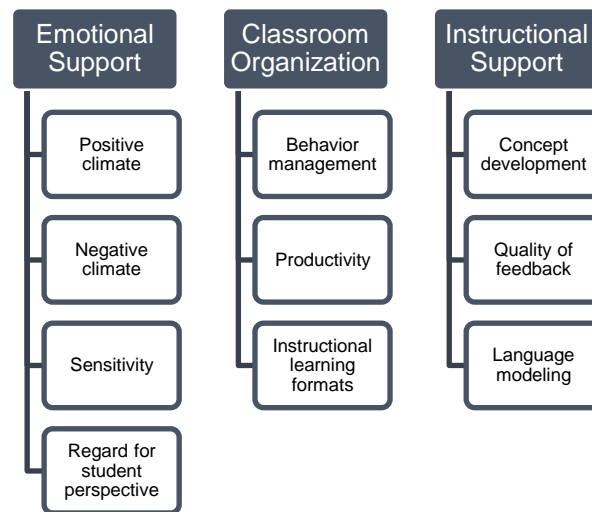 Emotional
Support
Positive
climate
Negative
climate
Sensitivity
Regard for
student
perspective
Classroom
Organization
Behavior
management
Productivity
Instructional
learning
formats
Instructional
Support
Concept
development
Quality of
feedback
Language
modeling